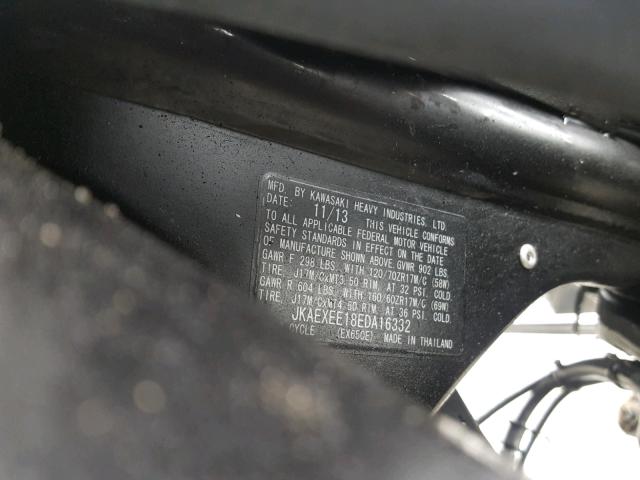 MFD. BY KAWASAKI HEAVY INDUSTRIES, LTD.
DATE: 11/13 THIS VEHICLE CONFORMS
TO ALL APPLICABLE FEDERAL MOTOR VEHICLE
SAFETY STANDARDS IN EFFECT ON THE DATE
OF MANUFACTURE SHOWN ABOVE. GVWR 902 LBS.
GAWR F 298 LBS. WITH 120/70ZR17M/C (58W)
TIRE, J17M/CxMT3.50 RIM, AT 32 PSI. COLD.
GAWR R 604 LBS. WITH 160/60ZR17M/C (69W)
TIRE, J17M/CxMT4.50 RIM, AT 36 PSI. COLD.
JKAEXEE18EDA16332
CYCLE (EX650E) MADE IN THAILAND